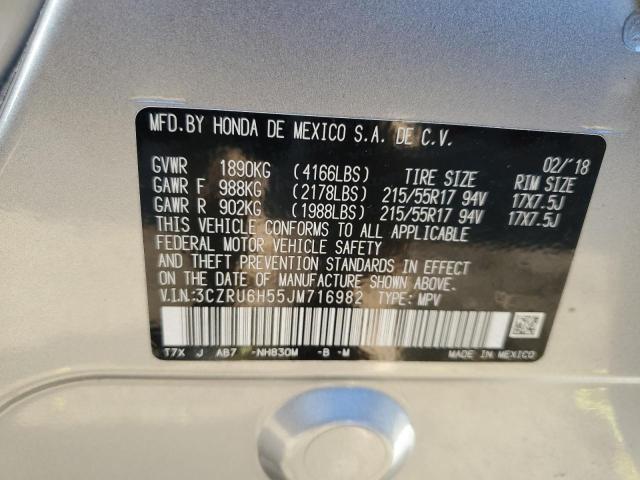 MFD.BY HONDA DE MEXICO S.A. DE C.V.
02/'18
GVWR 1890KG (4166LBS) TIRE SIZE RIM SIZE
GAWR F 988KG (2178LBS) 215/55R17 94V 17X7.5J
GAWR R 902KG (1988LBS) 215/55R17 94V 17X7.5J
THIS VEHICLE CONFORMS TO ALL APPLICABLE
FEDERAL MOTOR VEHICLE SAFETY
AND THEFT PREVENTION STANDARDS IN EFFECT
ON THE DATE OF MANUFACTURE SHOWN ABOVE.
V.I.N.:3CZRU6H55JM716982 TYPE: MPV
T7X J AB7 -NH830M -B -M
MADE IN MEXICO